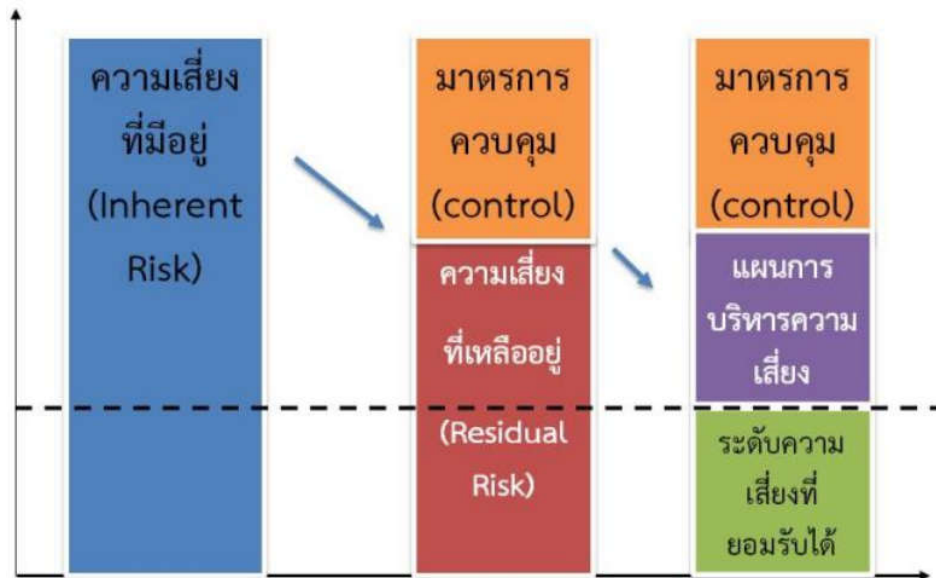 ความเสี่ยง
ที่มีอยู่
(Inherent
Risk)
มาตรการ
ควบคุม
(control)
ความเสี่ยง
ที่เหลืออยู่
(Residual
Risk)
มาตรการ
ควบคุม
(control)
แผนการ
บริหารความ
เสี่ยง
ระดับความ
เสี่ยงที่
ยอมรับได้